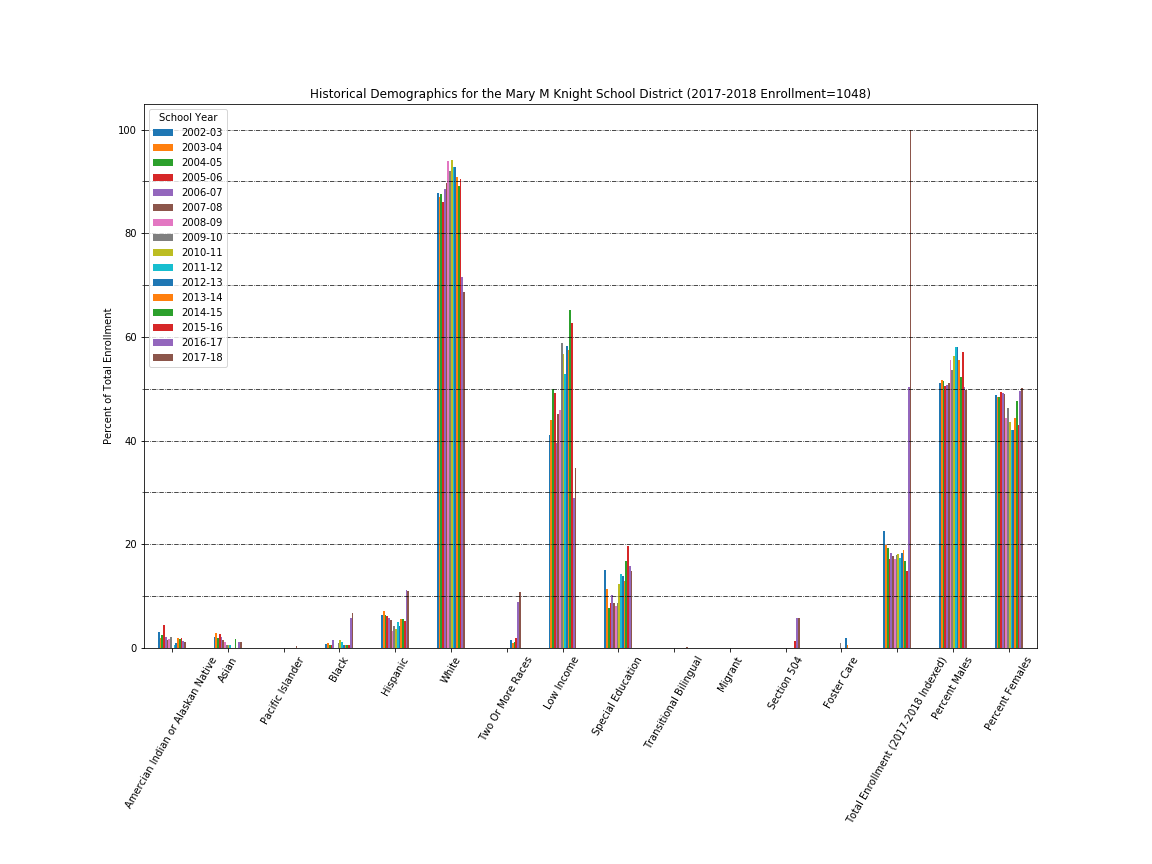 Historical Demographics for the Mary M Knight School District (2017-2018 Enrollment=1048)
School Year
2002-03
2003-04
2004-05
2005-06
2006-07
2007-08
2008-09
2009-10
2010-11
2011-12
2012-13
2013-14
2014-15
2015-16
2016-17
2017-18
Percent of Total Enrollment
100
80
60
40
20
0
Amercian Indian or Alaskan Native
Asian
Pacific Islander
Black
Hispanic
White
Two Or More Races
Low Income
Special Education
Transitional Bilingual
Migrant
Section 504
Foster Care
Total Enrollment (2017-2018 Indexed)
Percent Males
Percent Females